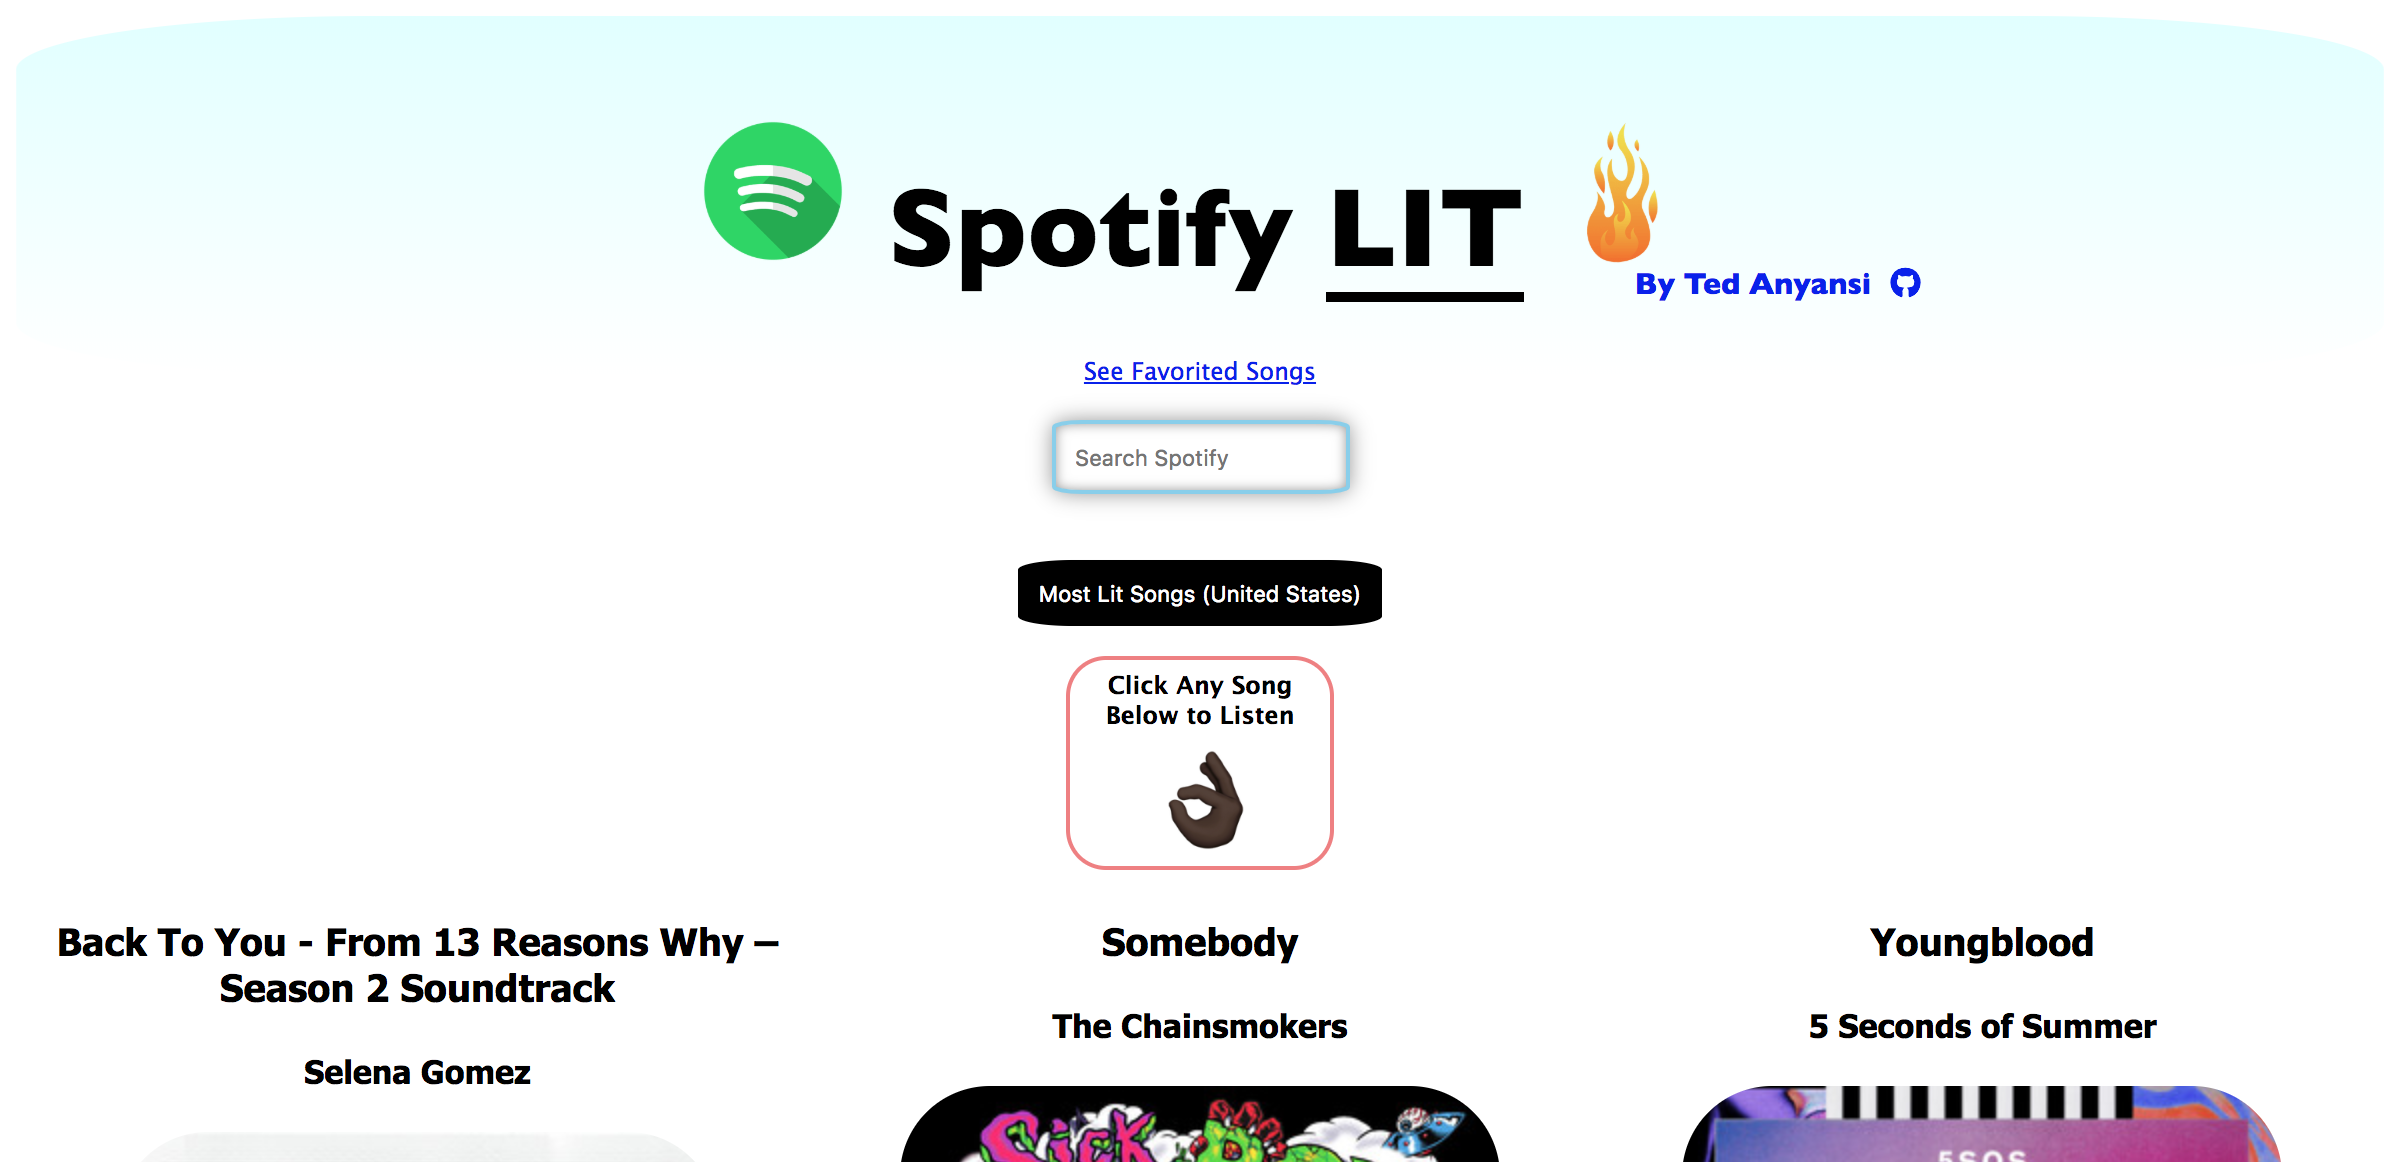 Spotify LIT
By Ted Anyansi
See Favorited Songs
Search Spotify
Most Lit Songs (United States)
Click Any Song
Below to Listen
Back To You - From 13 Reasons Why –
Season 2 Soundtrack
Selena Gomez
Somebody
The Chainsmokers
Sick
Youngblood
5 Seconds of Summer
5SOS